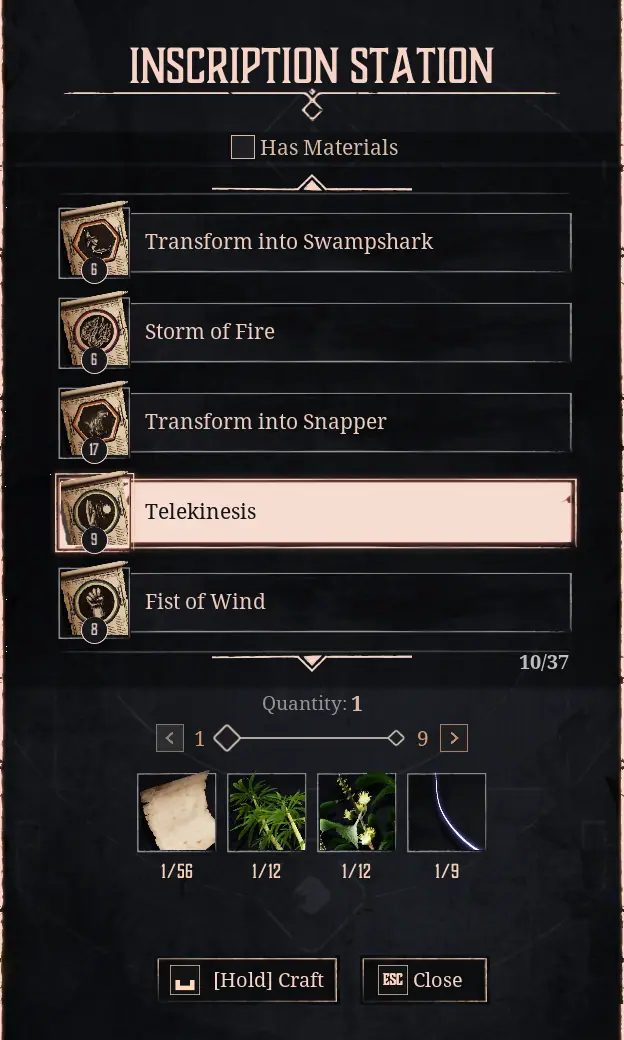 INSCRIPTION STATION
Has Materials
6
Transform into Swampshark
6
Storm of Fire
17
Transform into Snapper
9
Telekinesis
8
Fist of Wind
10/37
Quantity: 1
1 9
1/56 1/12 1/12 1/9
[Hold] Craft ESC Close